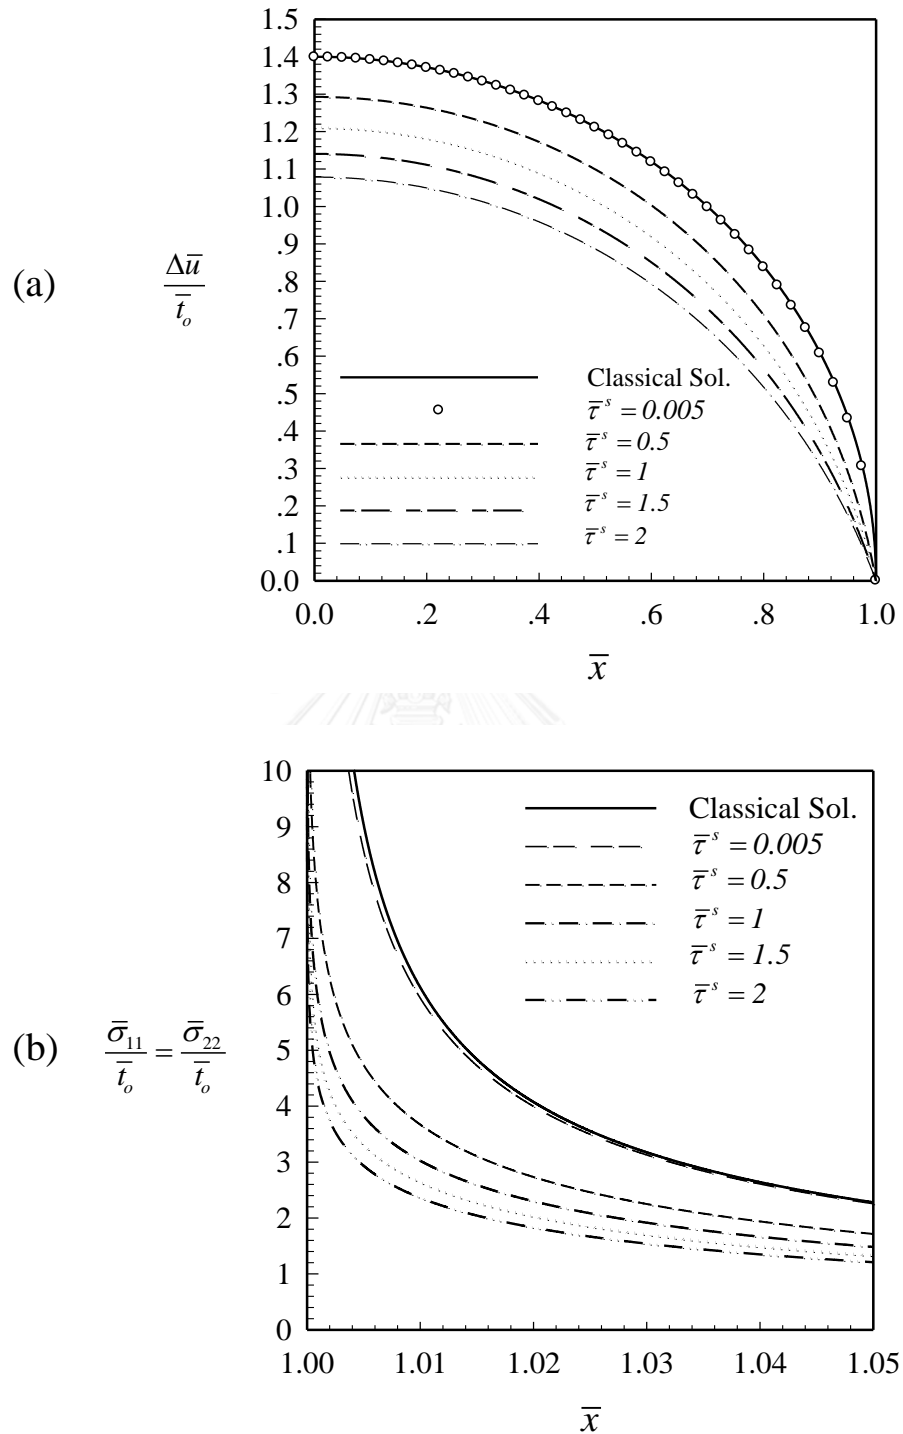 1.5
1.4
1.3
1.2
1.1
1.0
.9
.8
.7
.6
.5
.4
.3
.2
.1
0.0
(a)
Δu̅ / t̅ₒ
Classical Sol.
τ̅ˢ = 0.005
τ̅ˢ = 0.5
τ̅ˢ = 1
τ̅ˢ = 1.5
τ̅ˢ = 2
0.0 .2 .4 .6 .8 1.0
x̅
10
9
8
7
6
5
4
3
2
1
0
(b)
σ̅₁₁ / t̅ₒ = σ̅₂₂ / t̅ₒ
Classical Sol.
τ̅ˢ = 0.005
τ̅ˢ = 0.5
τ̅ˢ = 1
τ̅ˢ = 1.5
τ̅ˢ = 2
1.00 1.01 1.02 1.03 1.04 1.05
x̅